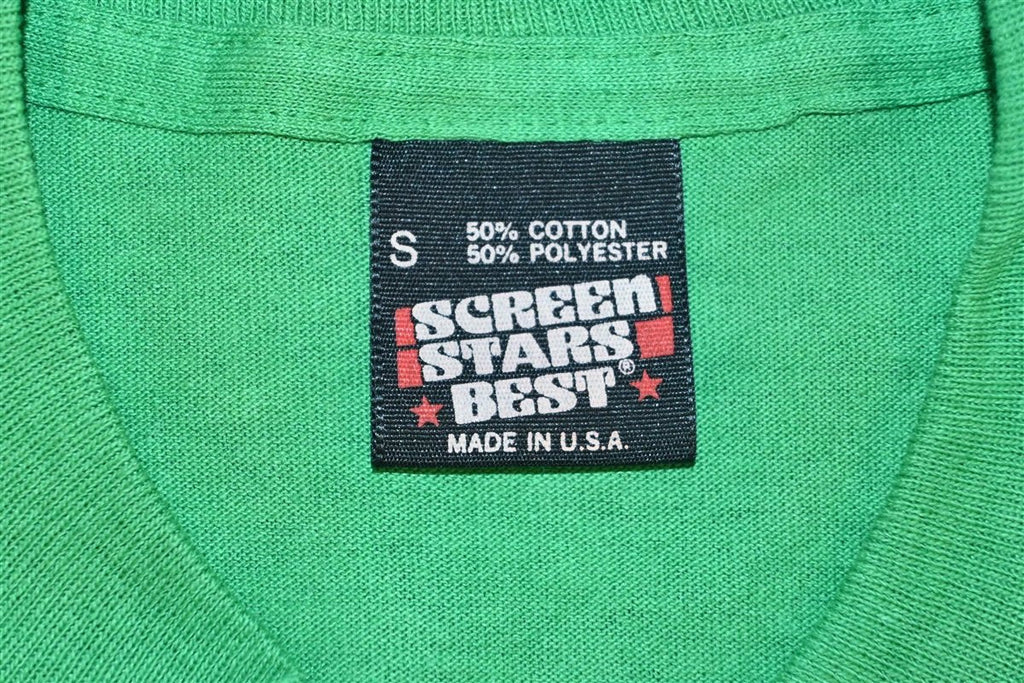 S
50% COTTON
50% POLYESTER
SCREEN
STARS
BEST®
MADE IN U.S.A.